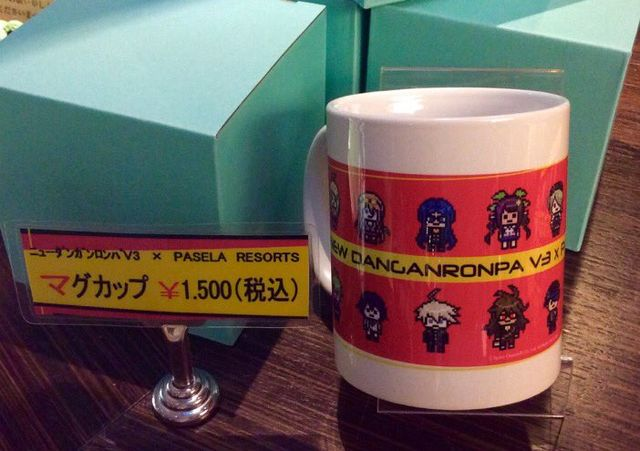 ニューダンガンロンパV3 × PASELA RESORTS
マグカップ ¥1.500(税込)
NEW DANGANRONPA V3 × P